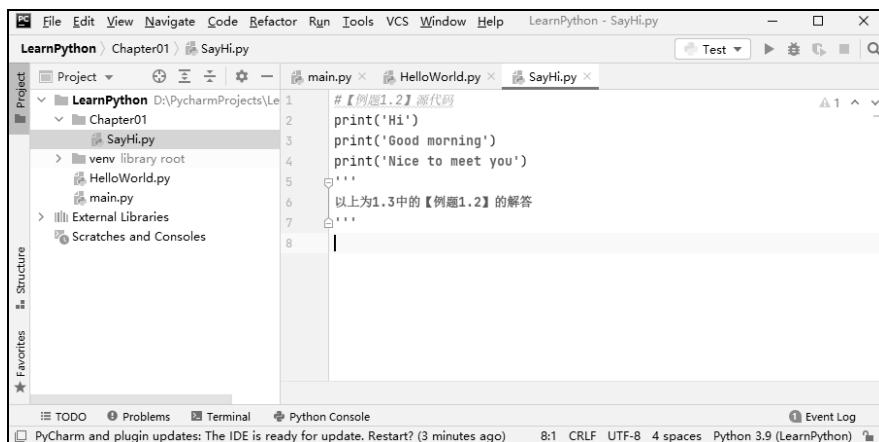 PC File Edit View Navigate Code Refactor Run Tools VCS Window Help LearnPython - SayHi.py
LearnPython Chapter01 SayHi.py Test
Project
Project
main.py HelloWorld.py SayHi.py
LearnPython D:\PycharmProjects\Le
Chapter01
SayHi.py
venv library root
HelloWorld.py
main.py
External Libraries
Scratches and Consoles
1 #【例题1.2】源代码
2 print('Hi')
3 print('Good morning')
4 print('Nice to meet you')
5 '''
6 以上为1.3中的【例题1.2】的解答
7 '''
8
1
Structure
Favorites
TODO Problems Terminal Python Console Event Log
PyCharm and plugin updates: The IDE is ready for update. Restart? (3 minutes ago) 8:1 CRLF UTF-8 4 spaces Python 3.9 (LearnPython)